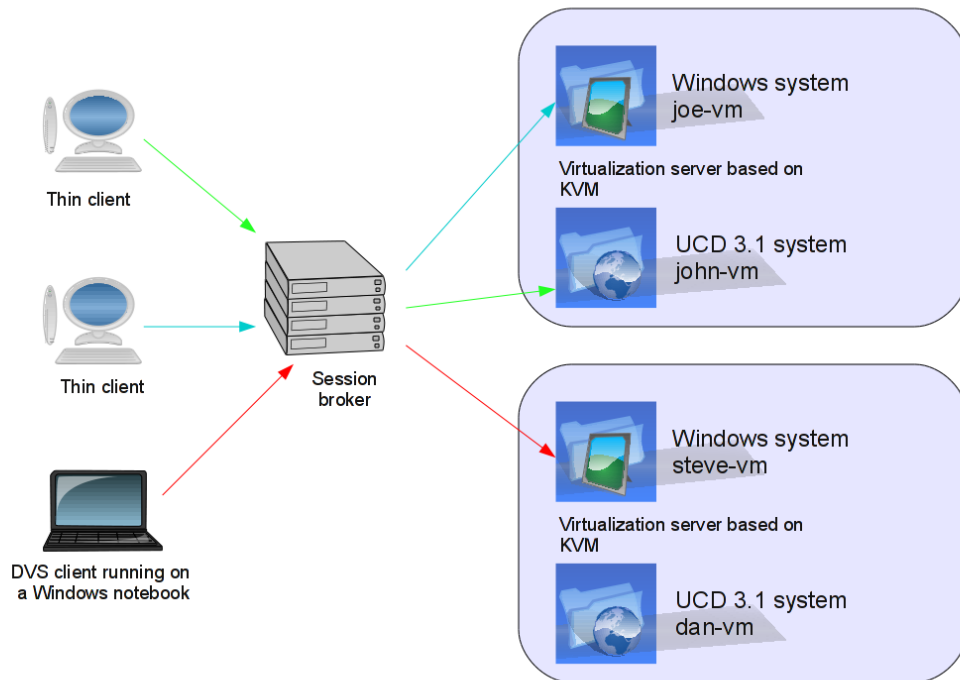 Thin client
Thin client
DVS client running on
a Windows notebook
Session
broker
Windows system
joe-vm
Virtualization server based on
KVM
UCD 3.1 system
john-vm
Windows system
steve-vm
Virtualization server based on
KVM
UCD 3.1 system
dan-vm